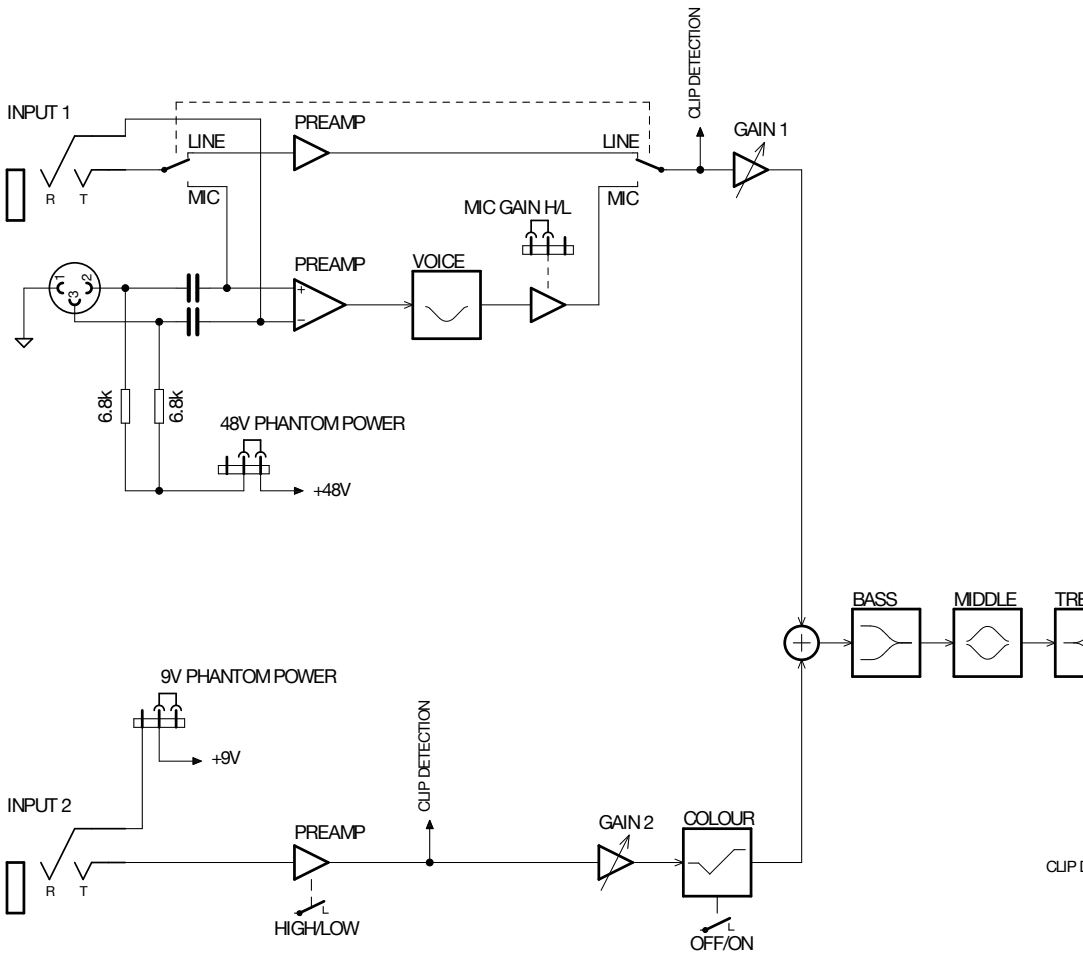 CLIP DETECTION
INPUT 1
PREAMP
GAIN 1
LINE
LINE
R T
MIC
MIC
MIC GAIN H/L
PREAMP
VOICE
1
2
3
+
−
6.8k
6.8k
48V PHANTOM POWER
+48V
BASS
MIDDLE
TRE
+
9V PHANTOM POWER
+9V
CLIP DETECTION
INPUT 2
PREAMP
GAIN 2
COLOUR
R T
CLIP D
L
HIGH/LOW
L
OFF/ON